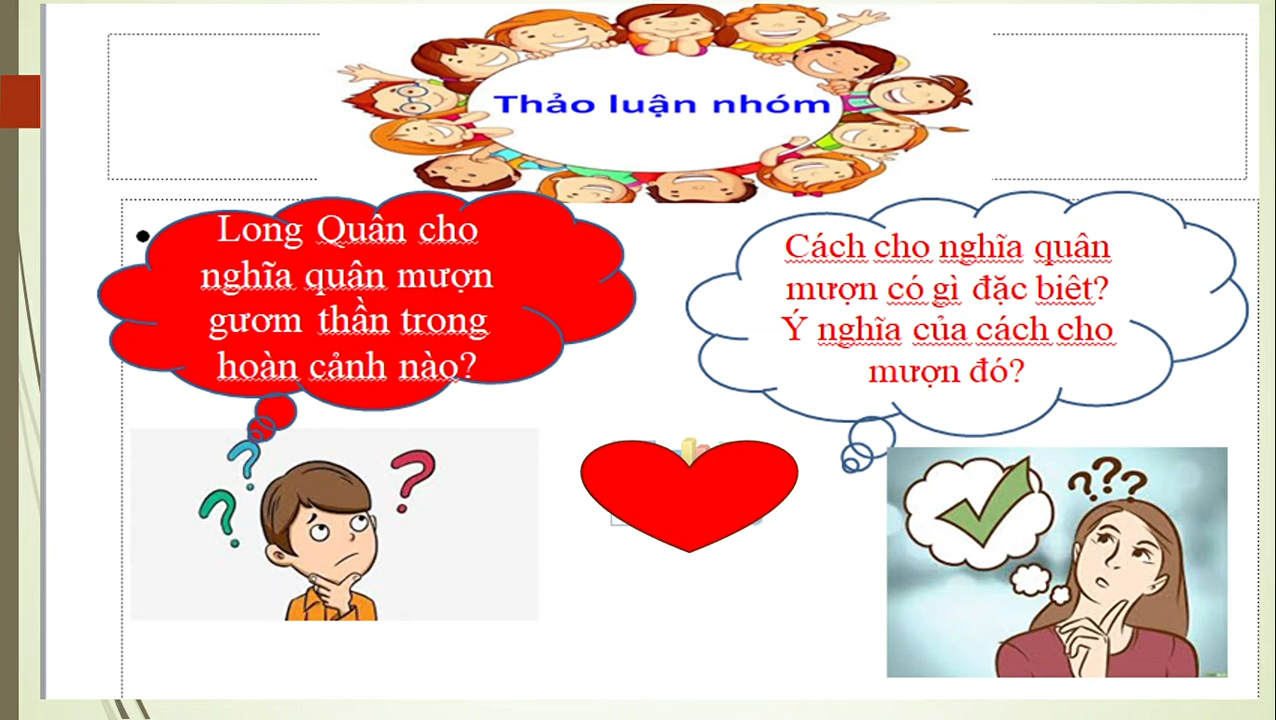 Thảo luận nhóm
Long Quân cho
nghĩa quân mượn
gươm thần trong
hoàn cảnh nào?
Cách cho nghĩa quân
mượn có gì đặc biêt?
Ý nghĩa của cách cho
mượn đó?